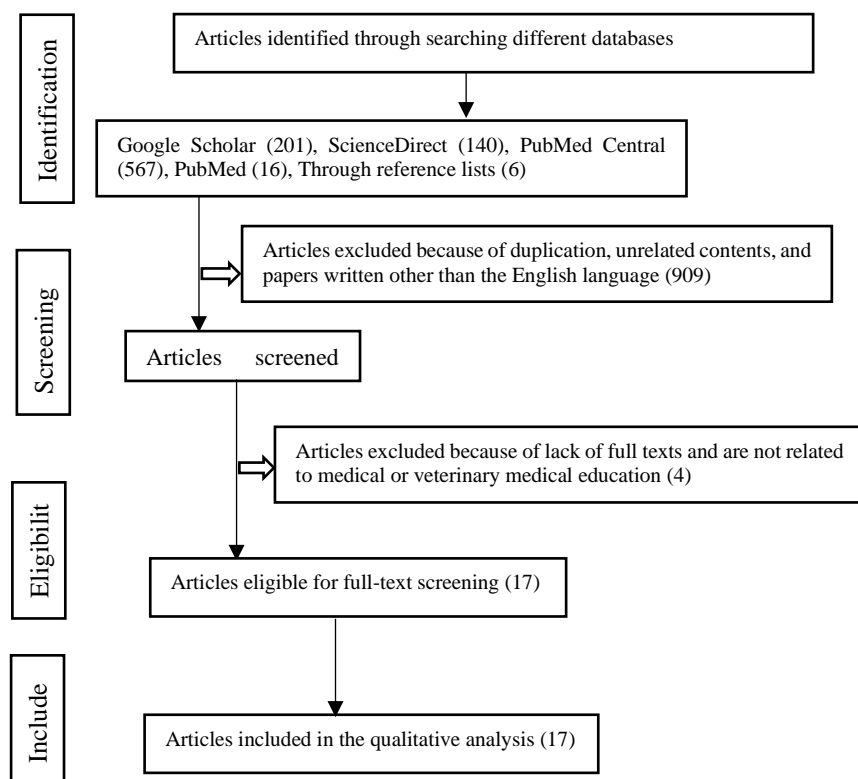 Identification
Articles identified through searching different databases
Google Scholar (201), ScienceDirect (140), PubMed Central
(567), PubMed (16), Through reference lists (6)
Screening
Articles excluded because of duplication, unrelated contents, and
papers written other than the English language (909)
Articles screened
Articles excluded because of lack of full texts and are not related
to medical or veterinary medical education (4)
Eligibilit
Articles eligible for full-text screening (17)
Include
Articles included in the qualitative analysis (17)